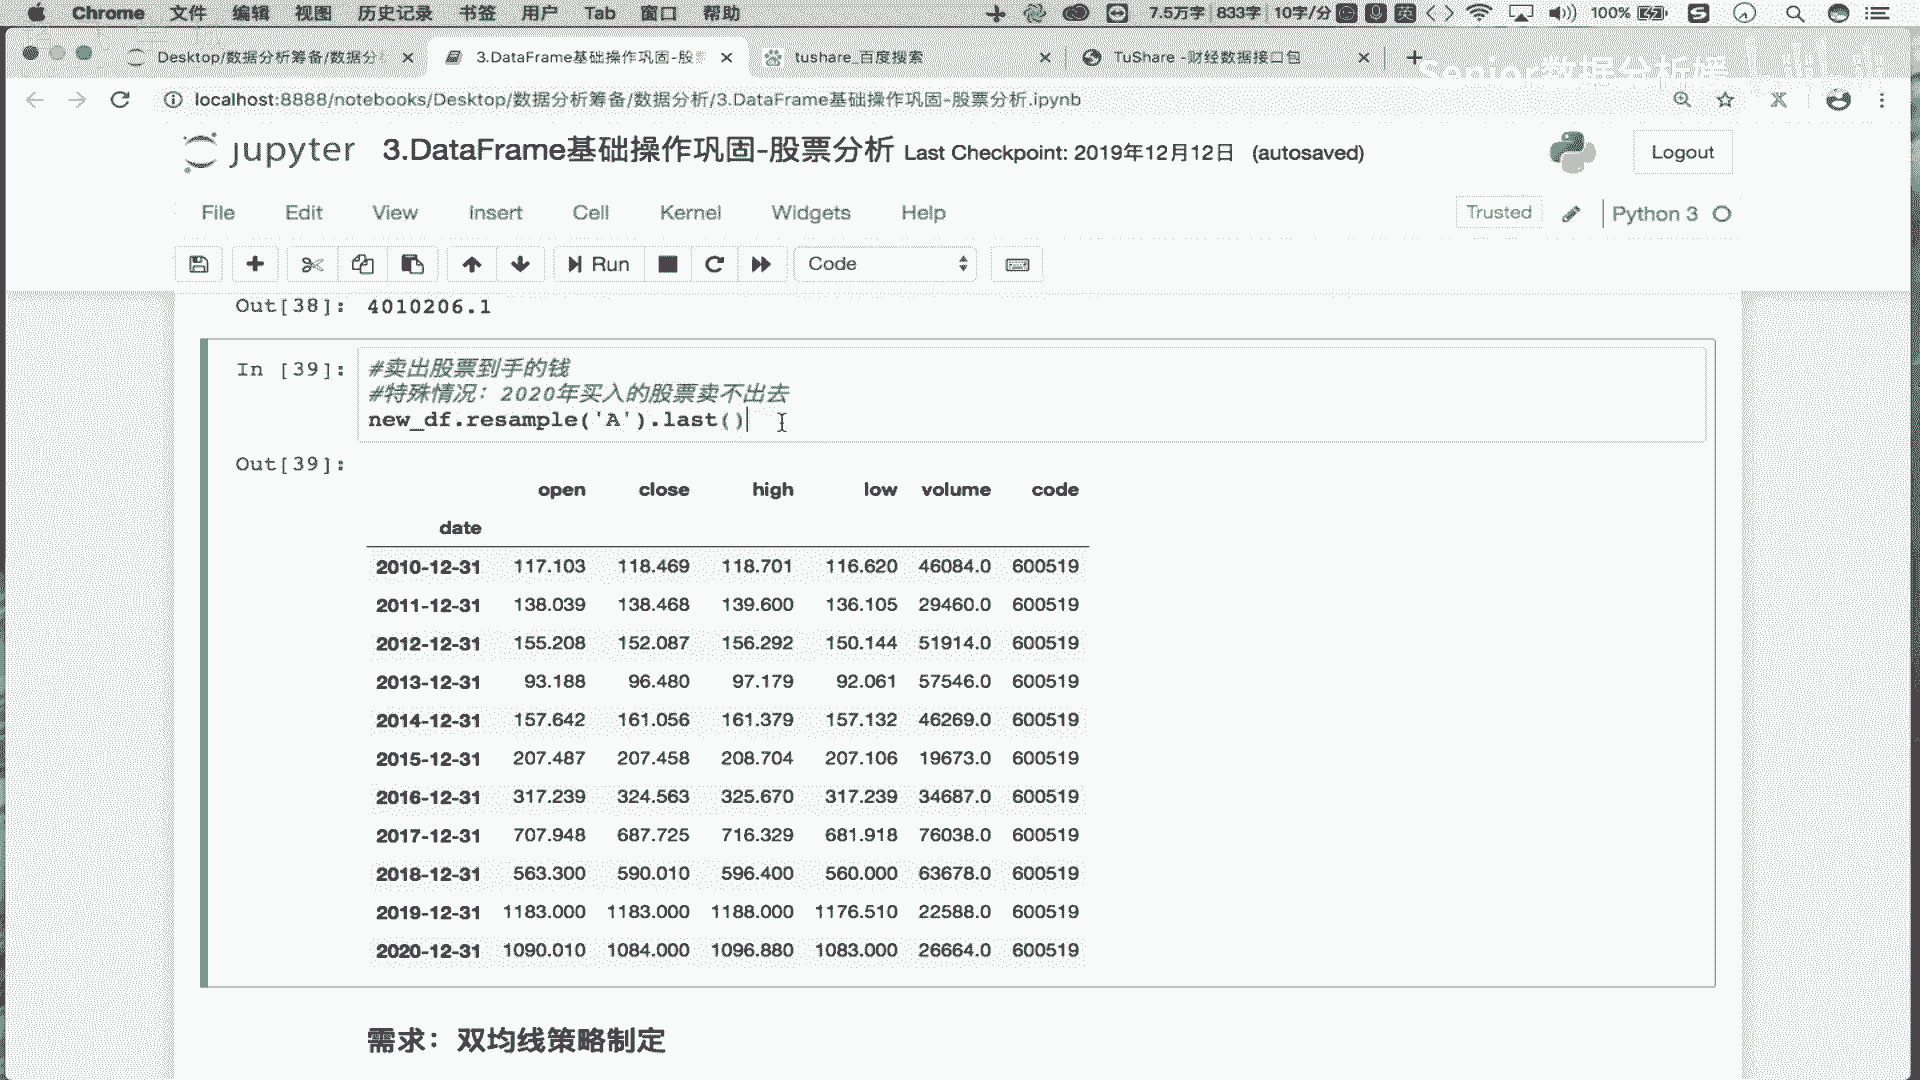 Chrome 文件 编辑 视图 历史记录 书签 用户 Tab 窗口 帮助 7.5万字 833字 10字/分 英 100%
Desktop/数据分析筹备/数据分 3.DataFrame基础操作巩固-股票 tushare_百度搜索 TuShare -财经数据接口包
Senior数据分析媛
localhost:8888/notebooks/Desktop/数据分析筹备/数据分析/3.DataFrame基础操作巩固-股票分析.ipynb
jupyter 3.DataFrame基础操作巩固-股票分析 Last Checkpoint: 2019年12月12日 (autosaved) Logout
File Edit View Insert Cell Kernel Widgets Help Trusted Python 3
Run Code
Out[38]: 4010206.1
In [39]: #卖出股票到手的钱
#特殊情况：2020年买入的股票卖不出去
new_df.resample('A').last()
Out[39]:
open close high low volume code
date
2010-12-31 117.103 118.469 118.701 116.620 46084.0 600519
2011-12-31 138.039 138.468 139.600 136.105 29460.0 600519
2012-12-31 155.208 152.087 156.292 150.144 51914.0 600519
2013-12-31 93.188 96.480 97.179 92.061 57546.0 600519
2014-12-31 157.642 161.056 161.379 157.132 46269.0 600519
2015-12-31 207.487 207.458 208.704 207.106 19673.0 600519
2016-12-31 317.239 324.563 325.670 317.239 34687.0 600519
2017-12-31 707.948 687.725 716.329 681.918 76038.0 600519
2018-12-31 563.300 590.010 596.400 560.000 63678.0 600519
2019-12-31 1183.000 1183.000 1188.000 1176.510 22588.0 600519
2020-12-31 1090.010 1084.000 1096.880 1083.000 26664.0 600519
需求：双均线策略制定